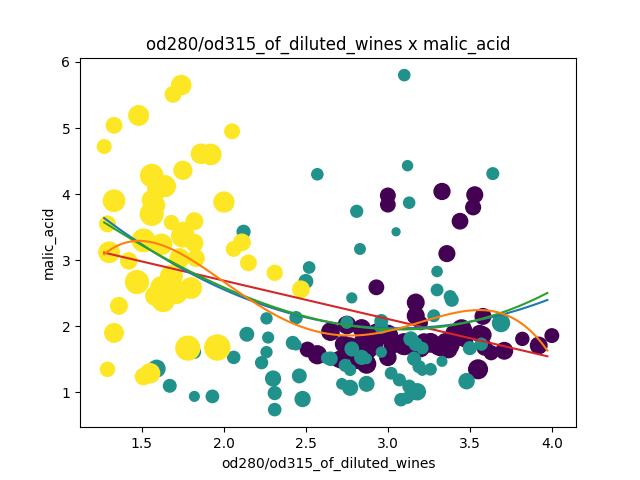 od280/od315_of_diluted_wines x malic_acid
6
5
4
3
2
1
malic_acid
1.5 2.0 2.5 3.0 3.5 4.0
od280/od315_of_diluted_wines